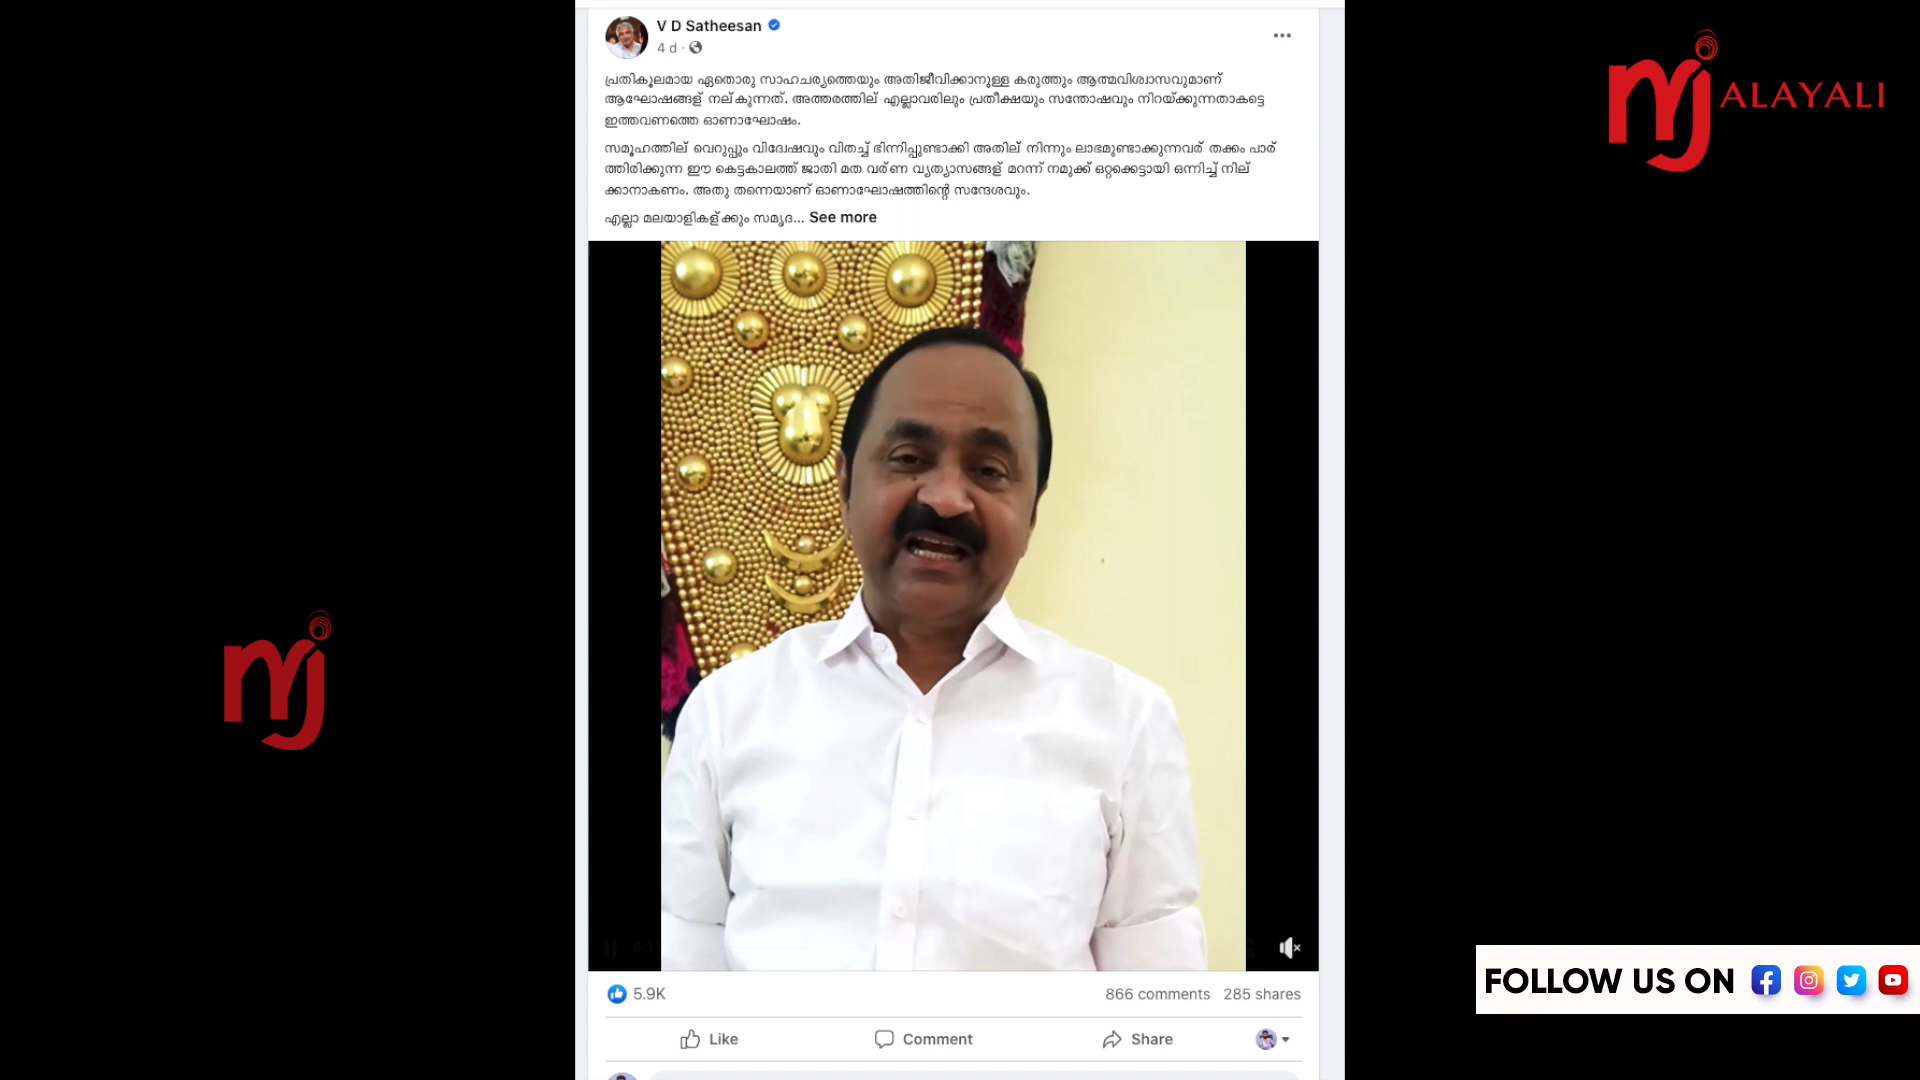 V D Satheesan
4 d ·
പ്രതികൂലമായ ഏതൊരു സാഹചര്യത്തെയും അതിജീവിക്കാനുള്ള കരുത്തും ആത്മവിശ്വാസവുമാണ്
ആഘോഷങ്ങള് നല്കുന്നത്. അത്തരത്തില് എല്ലാവരിലും പ്രതീക്ഷയും സന്തോഷവും നിറയ്ക്കുന്നതാകട്ടെ
ഇത്തവണത്തെ ഓണാഘോഷം.
സമൂഹത്തില് വെറുപ്പും വിദ്വേഷവും വിതച്ച് ഭിന്നിപ്പുണ്ടാക്കി അതില് നിന്നും ലാഭമുണ്ടാക്കുന്നവര് തക്കം പാര്
ത്തിരിക്കുന്ന ഈ കെട്ടകാലത്ത് ജാതി മത വര്ണ വ്യത്യാസങ്ങള് മറന്ന് നമുക്ക് ഒറ്റക്കെട്ടായി ഒന്നിച്ച് നില്
ക്കാനാകണം. അതു തന്നെയാണ് ഓണാഘോഷത്തിന്റെ സന്ദേശവും.
എല്ലാ മലയാളികള്ക്കും സമൃദ... See more
5.9K
866 comments 285 shares
Like Comment Share
MALAYALI
FOLLOW US ON